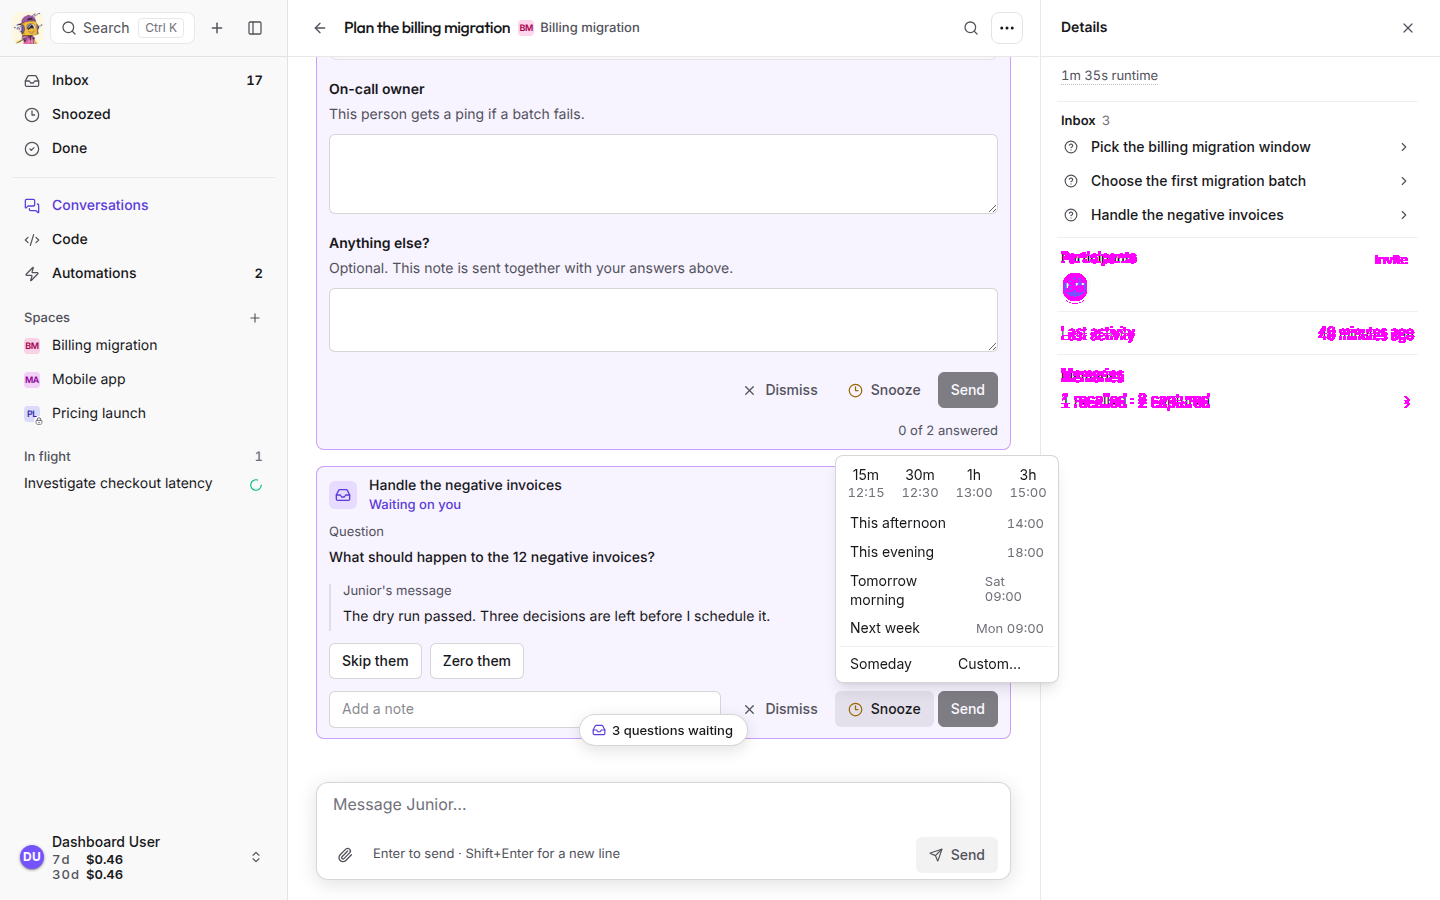 Search Ctrl K
Inbox 17
Snoozed
Done
Conversations
Code
Automations 2
Spaces
BM Billing migration
MA Mobile app
PL Pricing launch
In flight 1
Investigate checkout latency
DU Dashboard User
7d $0.46
30d $0.46
Plan the billing migration BM Billing migration
On-call owner
This person gets a ping if a batch fails.
Anything else?
Optional. This note is sent together with your answers above.
Dismiss Snooze Send
0 of 2 answered
Handle the negative invoices
Waiting on you
Question
What should happen to the 12 negative invoices?
Junior's message
The dry run passed. Three decisions are left before I schedule it.
Skip them Zero them
Add a note
Dismiss Snooze Send
3 questions waiting
15m 30m 1h 3h
12:15 12:30 13:00 15:00
This afternoon 14:00
This evening 18:00
Tomorrow morning Sat 09:00
Next week Mon 09:00
Someday Custom...
Message Junior...
Enter to send · Shift+Enter for a new line
Send
Details
1m 35s runtime
Inbox 3
Pick the billing migration window
Choose the first migration batch
Handle the negative invoices
Participants Invite
Last activity minutes ago
Memories